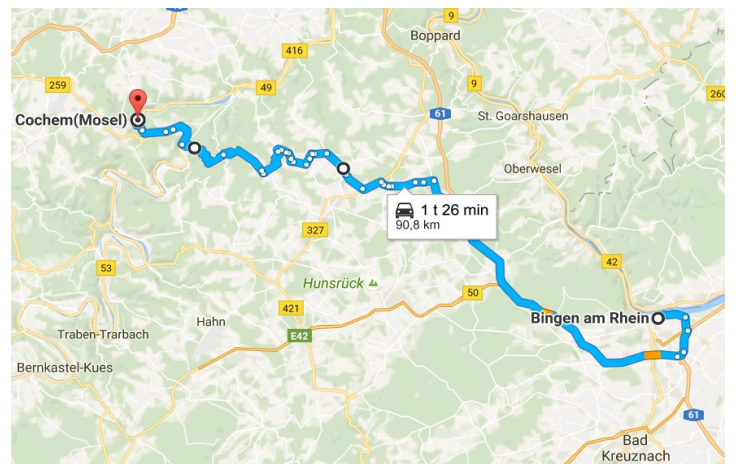 9
Boppard
416
259
49
9
260
Cochem(Mosel)
61
St. Goarshausen
Oberwesel
1 t 26 min
90,8 km
327
42
53
Hunsrück
50
421
Bingen am Rhein
Hahn
Traben-Trarbach
E42
Bernkastel-Kues
61
Bad
Kreuznach